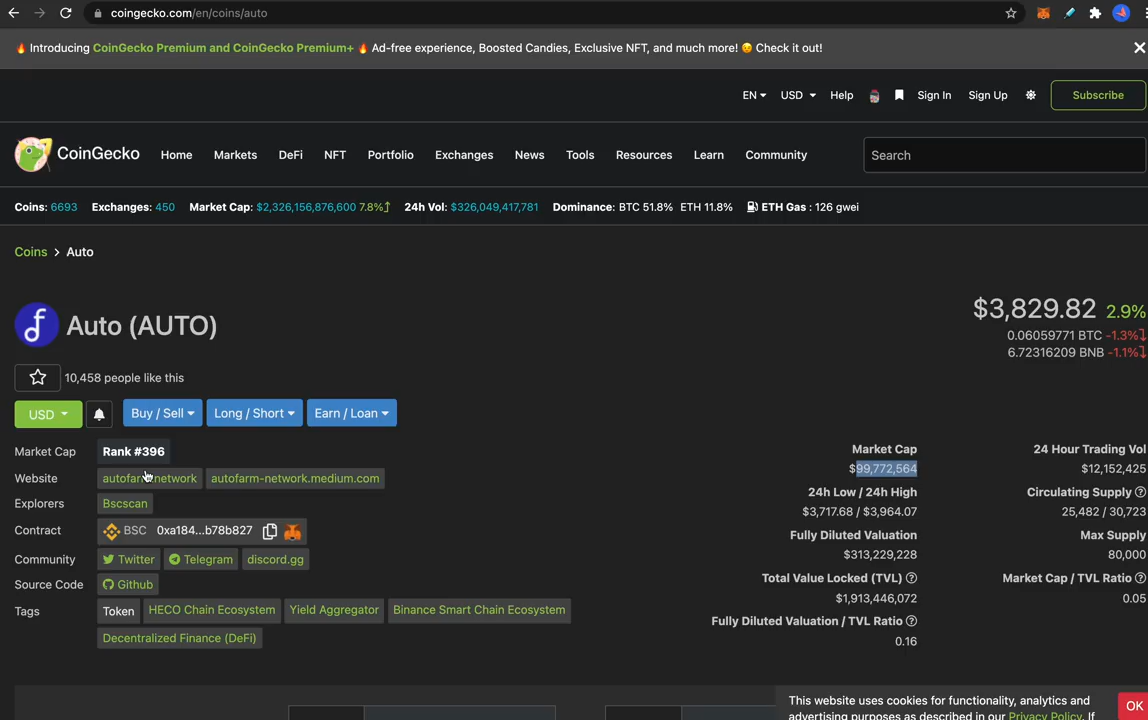 coingecko.com/en/coins/auto
🔥 Introducing CoinGecko Premium and CoinGecko Premium+ 🔥 Ad-free experience, Boosted Candies, Exclusive NFT, and much more! 😉 Check it out!
EN USD Help Sign In Sign Up Subscribe
CoinGecko Home Markets DeFi NFT Portfolio Exchanges News Tools Resources Learn Community Search
Coins: 6693 Exchanges: 450 Market Cap: $2,326,156,876,600 7.8% 24h Vol: $326,049,417,781 Dominance: BTC 51.8% ETH 11.8% ETH Gas : 126 gwei
Coins > Auto
Auto (AUTO)
$3,829.82 2.9%
0.06059771 BTC -1.3%
6.72316209 BNB -1.1%
10,458 people like this
USD Buy / Sell Long / Short Earn / Loan
Market Cap Rank #396
Website autofarm.network autofarm-network.medium.com
Explorers Bscscan
Contract BSC 0xa184...b78b827
Community Twitter Telegram discord.gg
Source Code Github
Tags Token HECO Chain Ecosystem Yield Aggregator Binance Smart Chain Ecosystem
Decentralized Finance (DeFi)
Market Cap
$99,772,564
24h Low / 24h High
$3,717.68 / $3,964.07
Fully Diluted Valuation
$313,229,228
Total Value Locked (TVL) ?
$1,913,446,072
Fully Diluted Valuation / TVL Ratio ?
0.16
24 Hour Trading Vol
$12,152,425
Circulating Supply ?
25,482 / 30,723
Max Supply
80,000
Market Cap / TVL Ratio ?
0.05
This website uses cookies for functionality, analytics and
advertising purposes as described in our Privacy Policy. If
OK